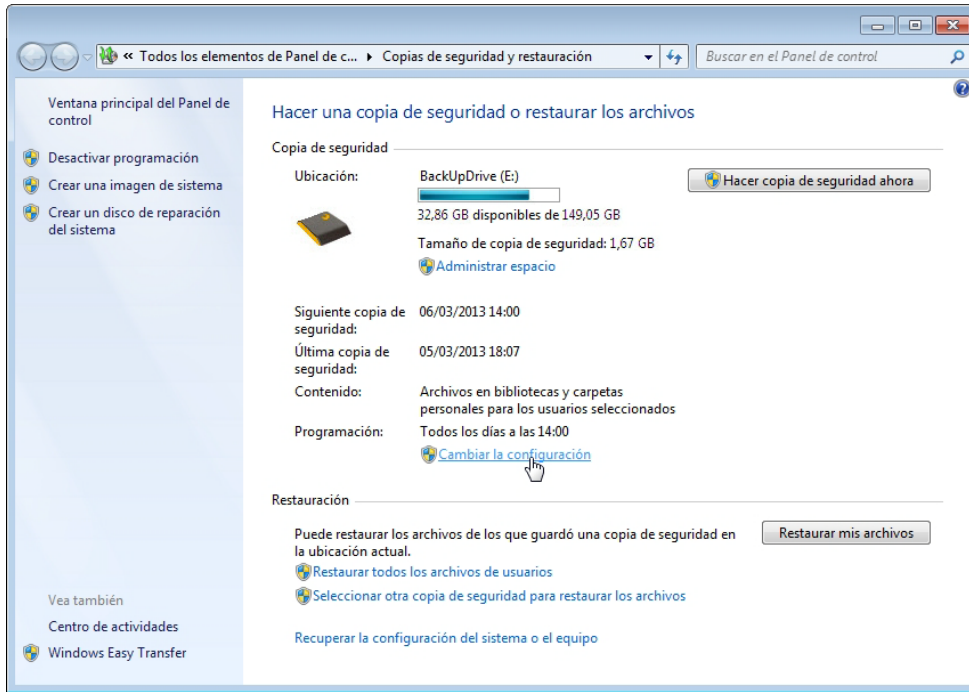 « Todos los elementos de Panel de c... Copias de seguridad y restauración
Buscar en el Panel de control
Ventana principal del Panel de
control
Desactivar programación
Crear una imagen de sistema
Crear un disco de reparación
del sistema
Vea también
Centro de actividades
Windows Easy Transfer
Hacer una copia de seguridad o restaurar los archivos
Copia de seguridad
Ubicación: BackUpDrive (E:)
Hacer copia de seguridad ahora
32,86 GB disponibles de 149,05 GB
Tamaño de copia de seguridad: 1,67 GB
Administrar espacio
Siguiente copia de 06/03/2013 14:00
seguridad:
Última copia de 05/03/2013 18:07
seguridad:
Contenido: Archivos en bibliotecas y carpetas
personales para los usuarios seleccionados
Programación: Todos los días a las 14:00
Cambiar la configuración
Restauración
Puede restaurar los archivos de los que guardó una copia de seguridad en
la ubicación actual.
Restaurar mis archivos
Restaurar todos los archivos de usuarios
Seleccionar otra copia de seguridad para restaurar los archivos
Recuperar la configuración del sistema o el equipo